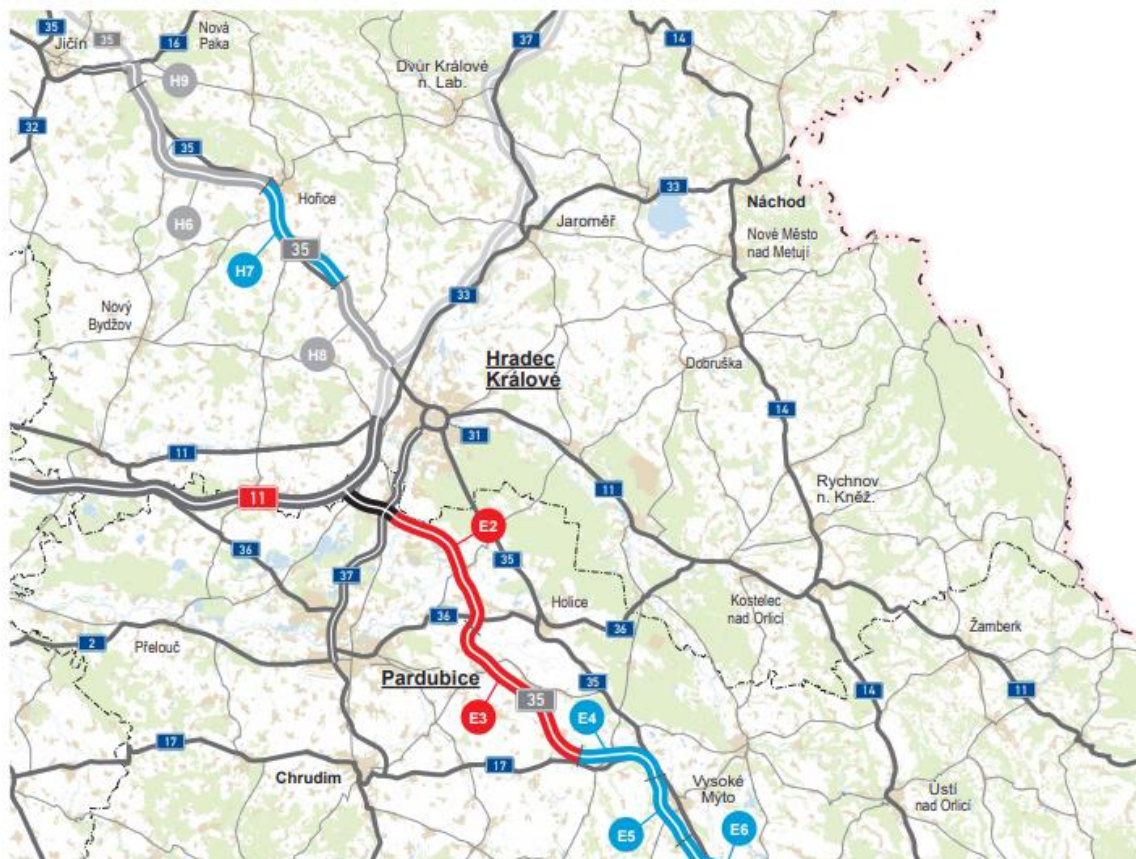 35
35
16
Nová
Paka
Jičín
37
14
Dvůr Králové
n. Lab.
H9
32
35
33
Hořice
Náchod
H6
35
Jaroměř
Nové Město
nad Metují
H7
33
Nový
Bydžov
H8
Hradec
Králové
Dobruška
14
31
11
11
11
Rychnov
n. Kněž.
E2
36
35
37
Holice
Kostelec
nad Orlicí
36
36
Žamberk
2
Přelouč
Pardubice
35
35
14
11
E3
E4
17
17
Chrudim
Vysoké
Mýto
Ústí
nad Orlicí
E5
E6